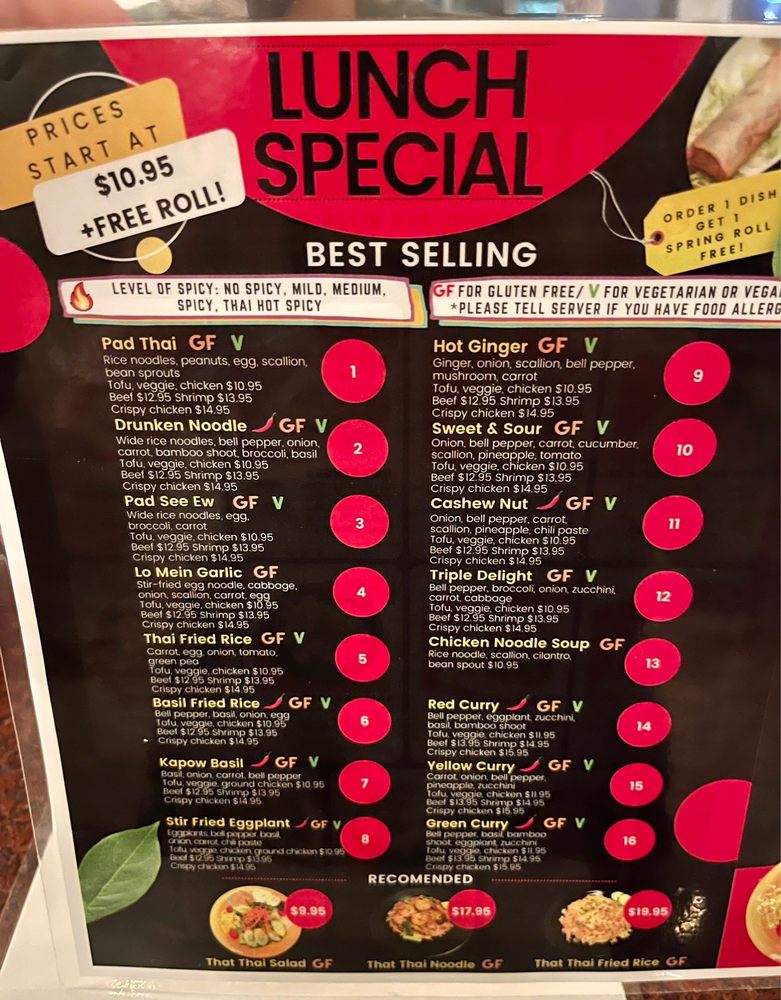 LUNCH
SPECIAL
PRICES
START AT
$10.95
+FREE ROLL!
ORDER 1 DISH
GET 1
SPRING ROLL
FREE!
BEST SELLING
LEVEL OF SPICY: NO SPICY, MILD, MEDIUM,
SPICY, THAI HOT SPICY
GF FOR GLUTEN FREE/ V FOR VEGETARIAN OR
*PLEASE TELL SERVER IF YOU HAVE FOOD
Pad Thai GF V
Rice noodles, peanuts, egg, scallion,
bean sprouts
Tofu, veggie, chicken $10.95
Beef $12.95 Shrimp $13.95
Crispy chicken $14.95
1
Drunken Noodle GF V
Wide rice noodles, bell pepper, onion,
carrot, bamboo shoot, broccoli, basil
Tofu, veggie, chicken $10.95
Beef $12.95 Shrimp $13.95
Crispy chicken $14.95
2
Pad See Ew GF V
Wide rice noodles, egg,
broccoli, carrot
Tofu, veggie, chicken $10.95
Beef $12.95 Shrimp $13.95
Crispy chicken $14.95
3
Lo Mein Garlic GF
Stir-fried egg noodle, cabbage,
onion, scallion, carrot, egg
Tofu, veggie, chicken $10.95
Beef $12.95 Shrimp $13.95
Crispy chicken $14.95
4
Thai Fried Rice GF V
Carrot, egg, onion, tomato,
green pea
Tofu, veggie, chicken $10.95
Beef $12.95 Shrimp $13.95
Crispy chicken $14.95
5
Basil Fried Rice GF V
Bell pepper, basil, onion, egg
Tofu, veggie, chicken $10.95
Beef $12.95 Shrimp $13.95
Crispy chicken $14.95
6
Kapow Basil GF V
Basil, onion, carrot, bell pepper
Tofu, veggie, ground chicken $10.95
Beef $12.95 Shrimp $13.95
Crispy chicken $14.95
7
Stir Fried Eggplant GF V
Eggplants, bell pepper, basil,
onion, carrot, chili paste
Tofu, veggie, chicken, ground chicken $10.95
Beef $12.95 Shrimp $13.95
Crispy chicken $14.95
8
Hot Ginger GF V
Ginger, onion, scallion, bell pepper,
mushroom, carrot
Tofu, veggie, chicken $10.95
Beef $12.95 Shrimp $13.95
Crispy chicken $14.95
9
Sweet & Sour GF V
Onion, bell pepper, carrot, cucumber,
scallion, pineapple, tomato
Tofu, veggie, chicken $10.95
Beef $12.95 Shrimp $13.95
Crispy chicken $14.95
10
Cashew Nut GF V
Onion, bell pepper, carrot,
scallion, pineapple, chili paste
Tofu, veggie, chicken $10.95
Beef $12.95 Shrimp $13.95
Crispy chicken $14.95
11
Triple Delight GF V
Bell pepper, broccoli, onion, zucchini,
carrot, cabbage
Tofu, veggie, chicken $10.95
Beef $12.95 Shrimp $13.95
Crispy chicken $14.95
12
Chicken Noodle Soup GF
Rice noodle, scallion, cilantro,
bean spout $10.95
13
Red Curry GF V
Bell pepper, eggplant, zucchini,
basil, bamboo shoot
Tofu, veggie, chicken $11.95
Beef $13.95 Shrimp $14.95
Crispy chicken $15.95
14
Yellow Curry GF V
Carrot, onion, bell pepper,
pineapple, zucchini
Tofu, veggie, chicken $11.95
Beef $13.95 Shrimp $14.95
Crispy chicken $15.95
15
Green Curry GF V
Bell pepper, basil, bamboo
shoot, eggplant, zucchini
Tofu, veggie, chicken $11.95
Beef $13.95 Shrimp $14.95
Crispy chicken $15.95
16
RECOMENDED
$9.95
$17.95
$19.95
That Thai Salad GF
That Thai Noodle GF
That Thai Fried Rice GF